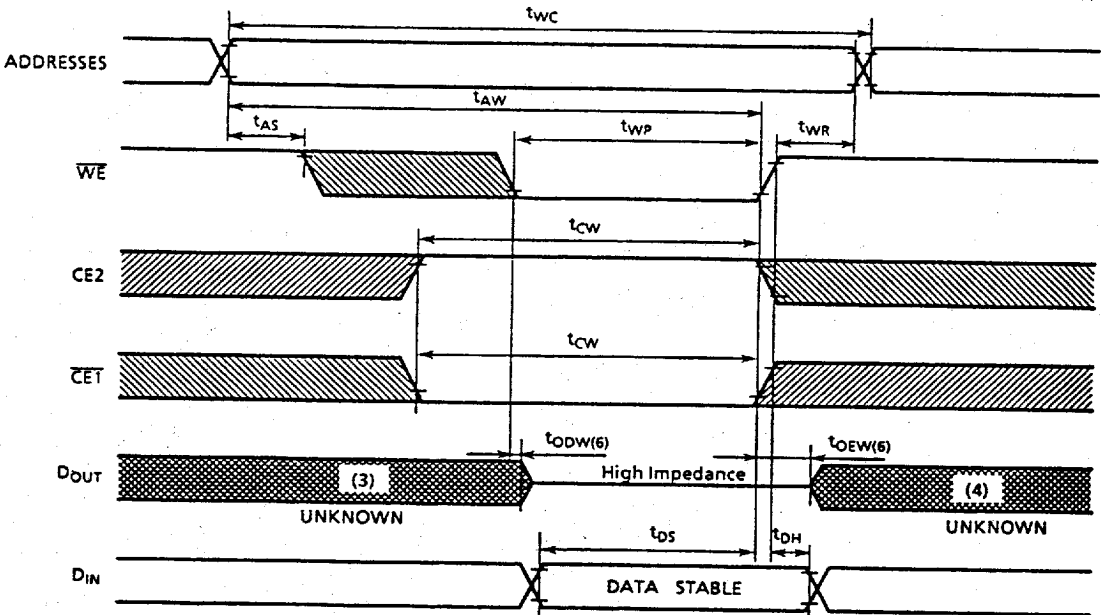 tWC
ADDRESSES
tAW
tAS
tWP
tWR
WE
tCW
CE2
tCW
CE1
tODW(6)
tOEW(6)
DOUT
(3)
High Impedance
(4)
UNKNOWN
UNKNOWN
tDS
tDH
DIN
DATA STABLE